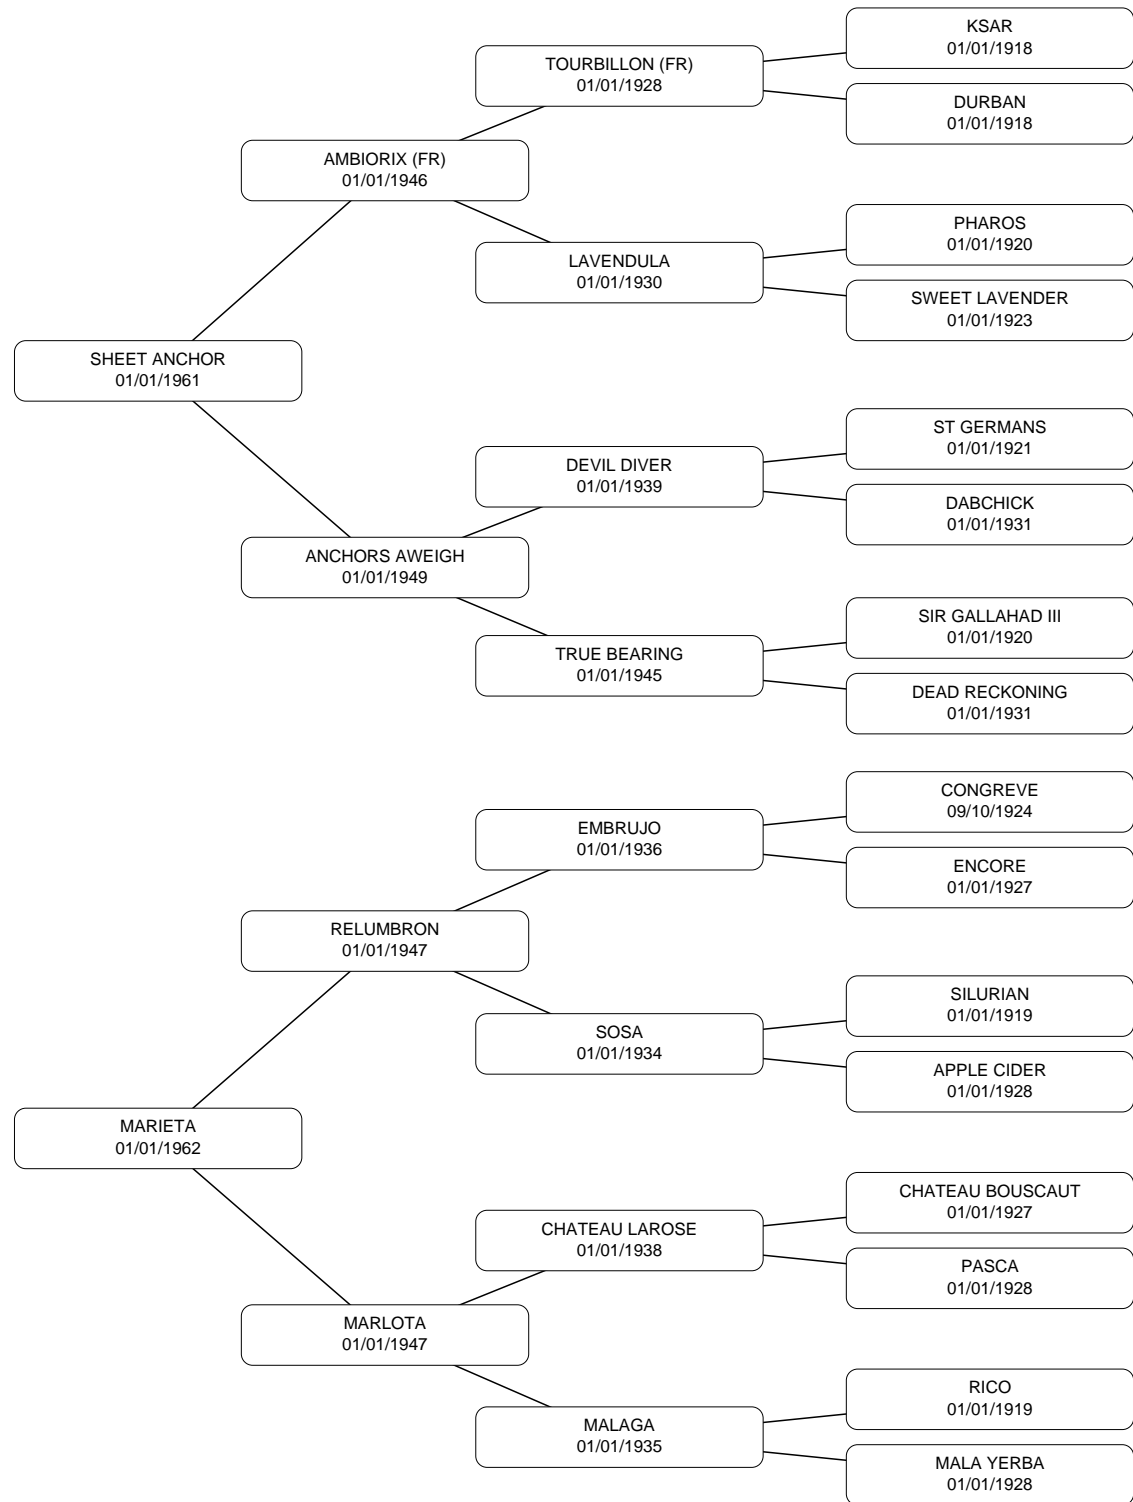 KSAR
01/01/1918
TOURBILLON (FR)
01/01/1928
DURBAN
01/01/1918
AMBIORIX (FR)
01/01/1946
PHAROS
01/01/1920
LAVENDULA
01/01/1930
SWEET LAVENDER
01/01/1923
SHEET ANCHOR
01/01/1961
ST GERMANS
01/01/1921
DEVIL DIVER
01/01/1939
DABCHICK
01/01/1931
ANCHORS AWEIGH
01/01/1949
SIR GALLAHAD III
01/01/1920
TRUE BEARING
01/01/1945
DEAD RECKONING
01/01/1931
CONGREVE
09/10/1924
EMBRUJO
01/01/1936
ENCORE
01/01/1927
RELUMBRON
01/01/1947
SILURIAN
01/01/1919
SOSA
01/01/1934
APPLE CIDER
01/01/1928
MARIETA
01/01/1962
CHATEAU BOUSCAUT
01/01/1927
CHATEAU LAROSE
01/01/1938
PASCA
01/01/1928
MARLOTA
01/01/1947
RICO
01/01/1919
MALAGA
01/01/1935
MALA YERBA
01/01/1928